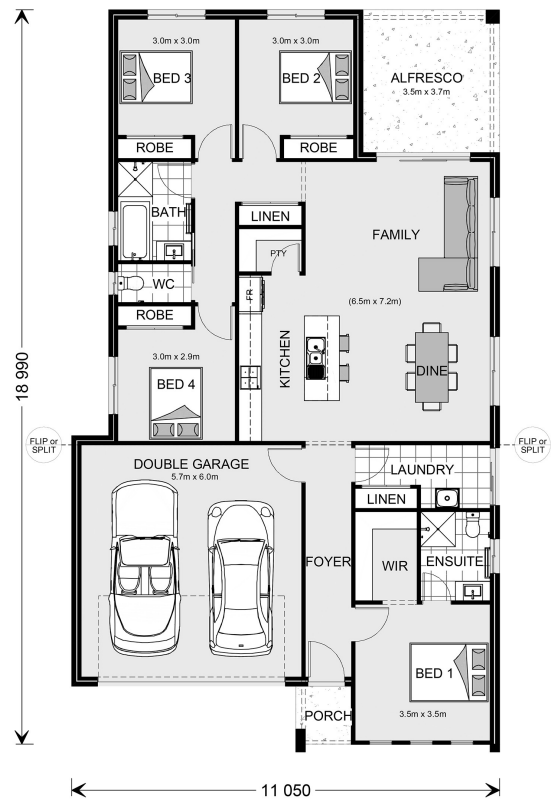 3.0m x 3.0m
BED 3
ROBE
3.0m x 3.0m
BED 2
ROBE
ALFRESCO
3.5m x 3.7m
BATH
LINEN
PTY
FAMILY
WC
ROBE
FR
(6.5m x 7.2m)
KITCHEN
3.0m x 2.9m
BED 4
DINE
18 990
FLIP or
SPLIT
FLIP or
SPLIT
DOUBLE GARAGE
5.7m x 6.0m
LAUNDRY
LINEN
FOYER
WIR
ENSUITE
BED 1
3.5m x 3.5m
PORCH
11 050